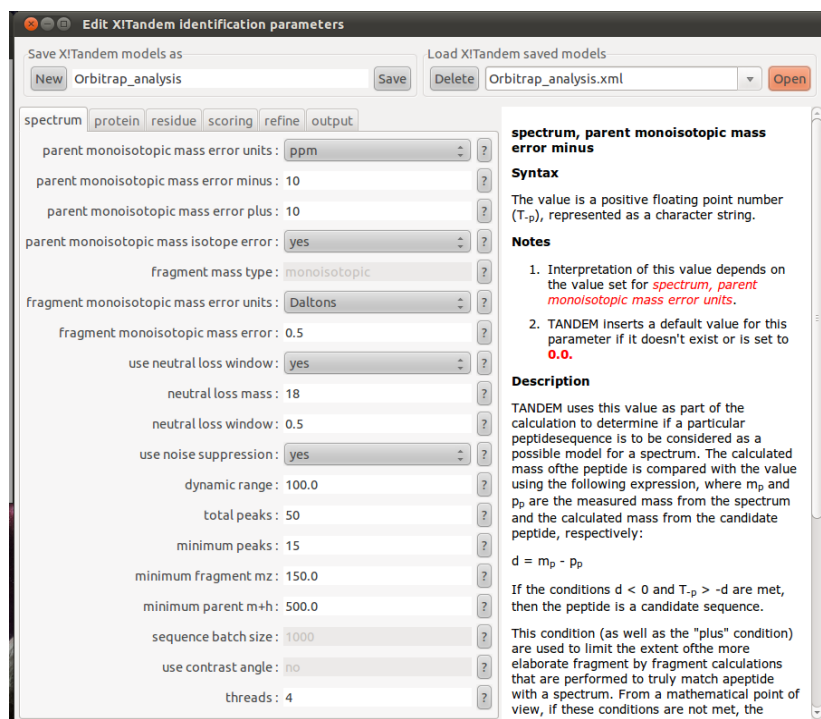 Edit X!Tandem identification parameters
Save X!Tandem models as
New Orbitrap_analysis Save
Load X!Tandem saved models
Delete Orbitrap_analysis.xml Open
spectrum protein residue scoring refine output
parent monoisotopic mass error units : ppm ?
parent monoisotopic mass error minus : 10 ?
parent monoisotopic mass error plus : 10 ?
parent monoisotopic mass isotope error : yes ?
fragment mass type : monoisotopic ?
fragment monoisotopic mass error units : Daltons ?
fragment monoisotopic mass error : 0.5 ?
use neutral loss window : yes ?
neutral loss mass : 18 ?
neutral loss window : 0.5 ?
use noise suppression : yes ?
dynamic range : 100.0 ?
total peaks : 50 ?
minimum peaks : 15 ?
minimum fragment mz : 150.0 ?
minimum parent m+h : 500.0 ?
sequence batch size : 1000 ?
use contrast angle : no ?
threads : 4 ?
spectrum, parent monoisotopic mass
error minus
Syntax
The value is a positive floating point number
(T-p), represented as a character string.
Notes
1. Interpretation of this value depends on
the value set for spectrum, parent
monoisotopic mass error units.
2. TANDEM inserts a default value for this
parameter if it doesn't exist or is set to
0.0.
Description
TANDEM uses this value as part of the
calculation to determine if a particular
peptidesequence is to be considered as a
possible model for a spectrum. The calculated
mass ofthe peptide is compared with the value
using the following expression, where mp and
pp are the measured mass from the spectrum
and the calculated mass from the candidate
peptide, respectively:
d = mp - pp
If the conditions d < 0 and T-p > -d are met,
then the peptide is a candidate sequence.
This condition (as well as the "plus" condition)
are used to limit the extent ofthe more
elaborate fragment by fragment calculations
that are performed to truly match apeptide
with a spectrum. From a mathematical point of
view, if these conditions are not met, the